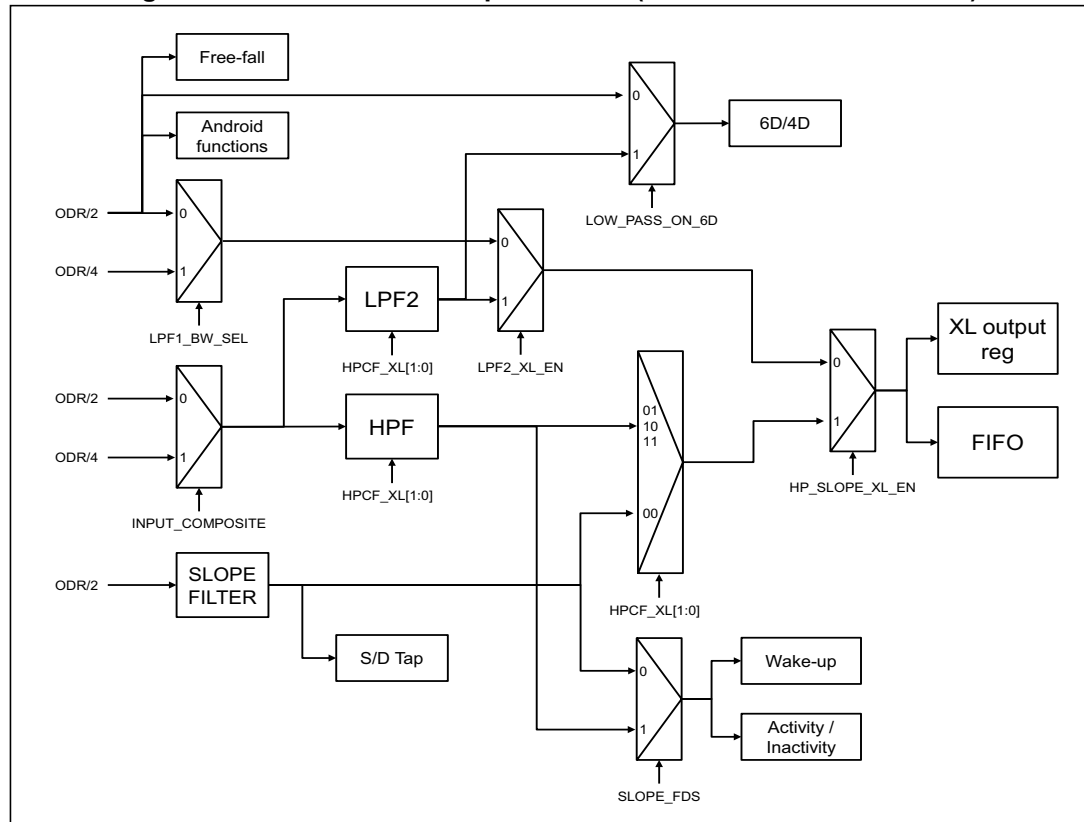 Free-fall
Android
functions
0
1
6D/4D
LOW_PASS_ON_6D
ODR/2
0
ODR/4
1
LPF1_BW_SEL
LPF2
HPCF_XL[1:0]
0
1
LPF2_XL_EN
ODR/2
0
ODR/4
1
INPUT_COMPOSITE
HPF
HPCF_XL[1:0]
01
10
11
00
HPCF_XL[1:0]
0
1
HP_SLOPE_XL_EN
XL output
reg
FIFO
ODR/2
SLOPE
FILTER
S/D Tap
0
1
SLOPE_FDS
Wake-up
Activity /
Inactivity